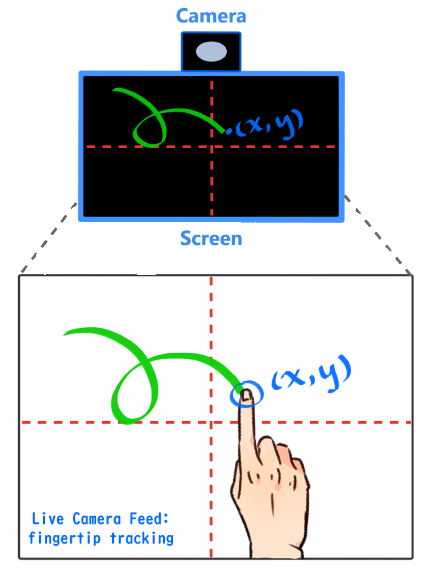 Camera
(x,y)
Screen
(x,y)
Live Camera Feed:
fingertip tracking